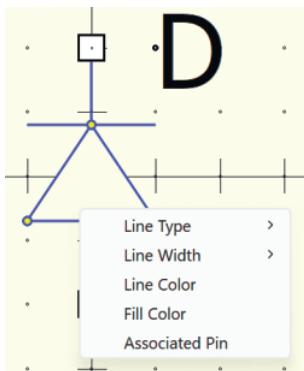 D
Line Type
Line Width
Line Color
Fill Color
Associated Pin